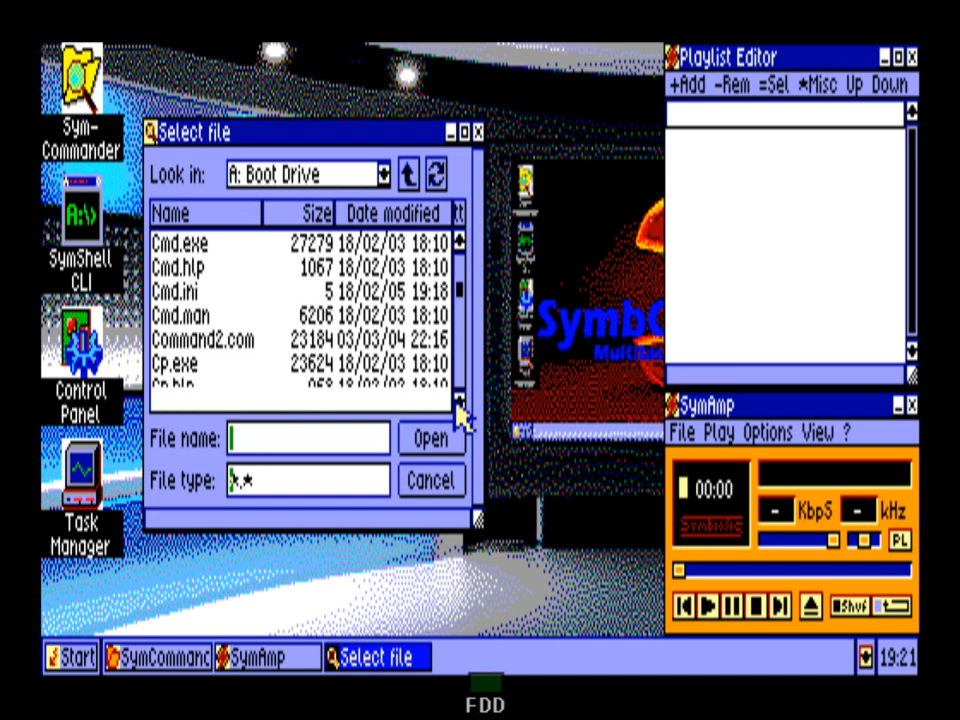 Sym-
Commander
A:\>
SymShell
CLI
Control
Panel
Task
Manager
Select file
Look in:
A: Boot Drive
Name Size Date modified tt
Cmd.exe 27279 18/02/03 18:10
Cmd.hlp 1067 18/02/03 18:10
Cmd.ini 5 18/02/05 19:18
Cmd.man 6206 18/02/03 18:10
Command2.com 23184 03/03/04 22:16
Cp.exe 23624 18/02/03 18:10
File name:
Open
File type:
*.*
Cancel
Playlist Editor
+Add -Rem =Sel *Misc Up Down
SymAmp
File Play Options View ?
00:00
- KbpS - kHz
PL
Shuf
Start
SymCommanc
SymAmp
Select file
19:21
FDD